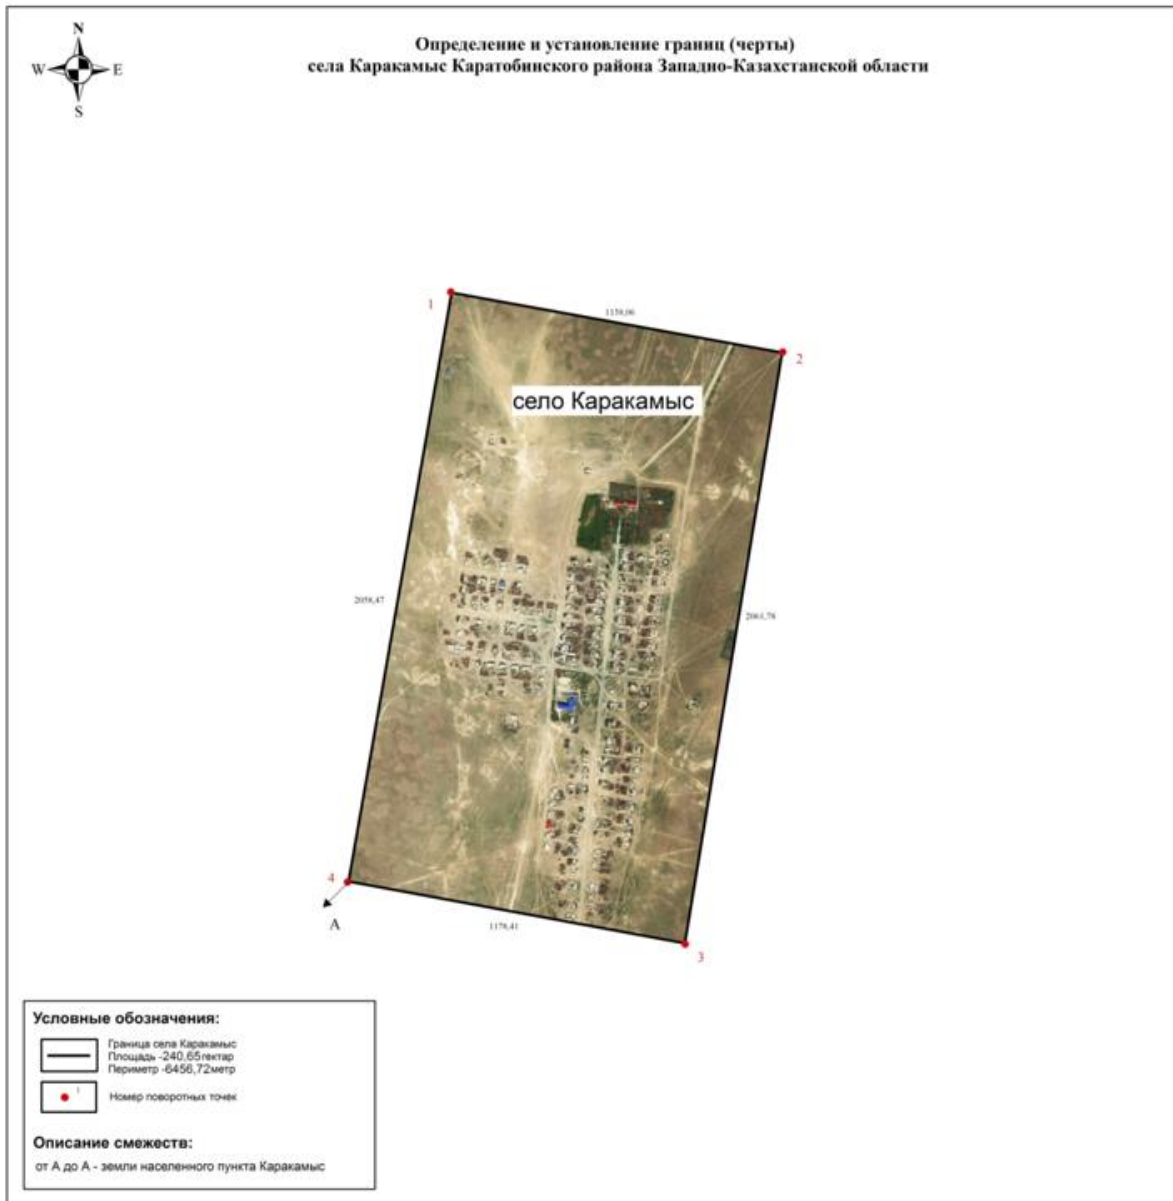 N
W E
S
Определение и установление границ (черты)
села Каракамыс Каратобинского района Западно-Казахстанской области
1
1158,06
2
село Каракамыс
2058,47
2061,78
4
А
1178,41
3
Условные обозначения:
Граница села Каракамыс
Площадь -240,65гектар
Периметр -6456,72метр
1
Номер поворотных точек
Описание смежеств:
от А до А - земли населенного пункта Каракамыс